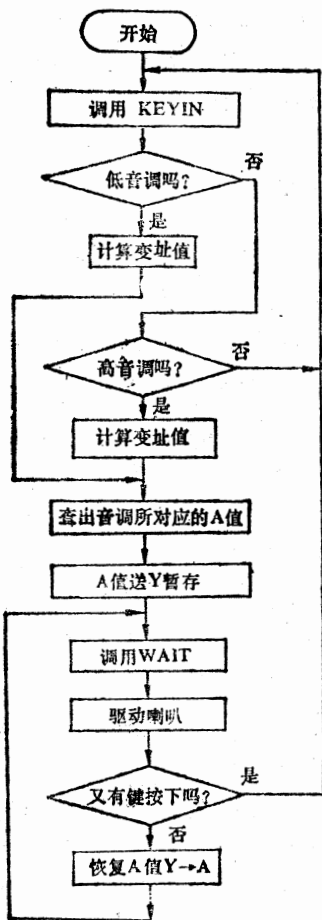 开始
调用 KEYIN
否
低音调吗?
是
计算变址值
否
高音调吗?
是
计算变址值
查出音调所对应的A值
A值送Y暂存
调用WAIT
驱动喇叭
是
又有键按下吗?
否
恢复A值Y→A